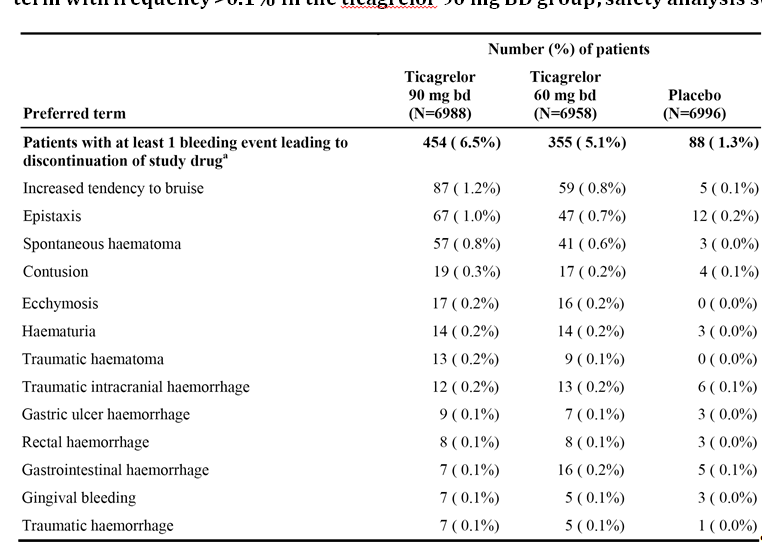 term with frequency >0.1% in the ticagrelor 90 mg BD group, safety analysis s
Number (%) of patients
Preferred term Ticagrelor 90 mg bd (N=6988) Ticagrelor 60 mg bd (N=6958) Placebo (N=6996)
Patients with at least 1 bleeding event leading to discontinuation of study drugᵃ 454 ( 6.5%) 355 ( 5.1%) 88 ( 1.3%)
Increased tendency to bruise 87 ( 1.2%) 59 ( 0.8%) 5 ( 0.1%)
Epistaxis 67 ( 1.0%) 47 ( 0.7%) 12 ( 0.2%)
Spontaneous haematoma 57 ( 0.8%) 41 ( 0.6%) 3 ( 0.0%)
Contusion 19 ( 0.3%) 17 ( 0.2%) 4 ( 0.1%)
Ecchymosis 17 ( 0.2%) 16 ( 0.2%) 0 ( 0.0%)
Haematuria 14 ( 0.2%) 14 ( 0.2%) 3 ( 0.0%)
Traumatic haematoma 13 ( 0.2%) 9 ( 0.1%) 0 ( 0.0%)
Traumatic intracranial haemorrhage 12 ( 0.2%) 13 ( 0.2%) 6 ( 0.1%)
Gastric ulcer haemorrhage 9 ( 0.1%) 7 ( 0.1%) 3 ( 0.0%)
Rectal haemorrhage 8 ( 0.1%) 8 ( 0.1%) 3 ( 0.0%)
Gastrointestinal haemorrhage 7 ( 0.1%) 16 ( 0.2%) 5 ( 0.1%)
Gingival bleeding 7 ( 0.1%) 5 ( 0.1%) 3 ( 0.0%)
Traumatic haemorrhage 7 ( 0.1%) 5 ( 0.1%) 1 ( 0.0%)